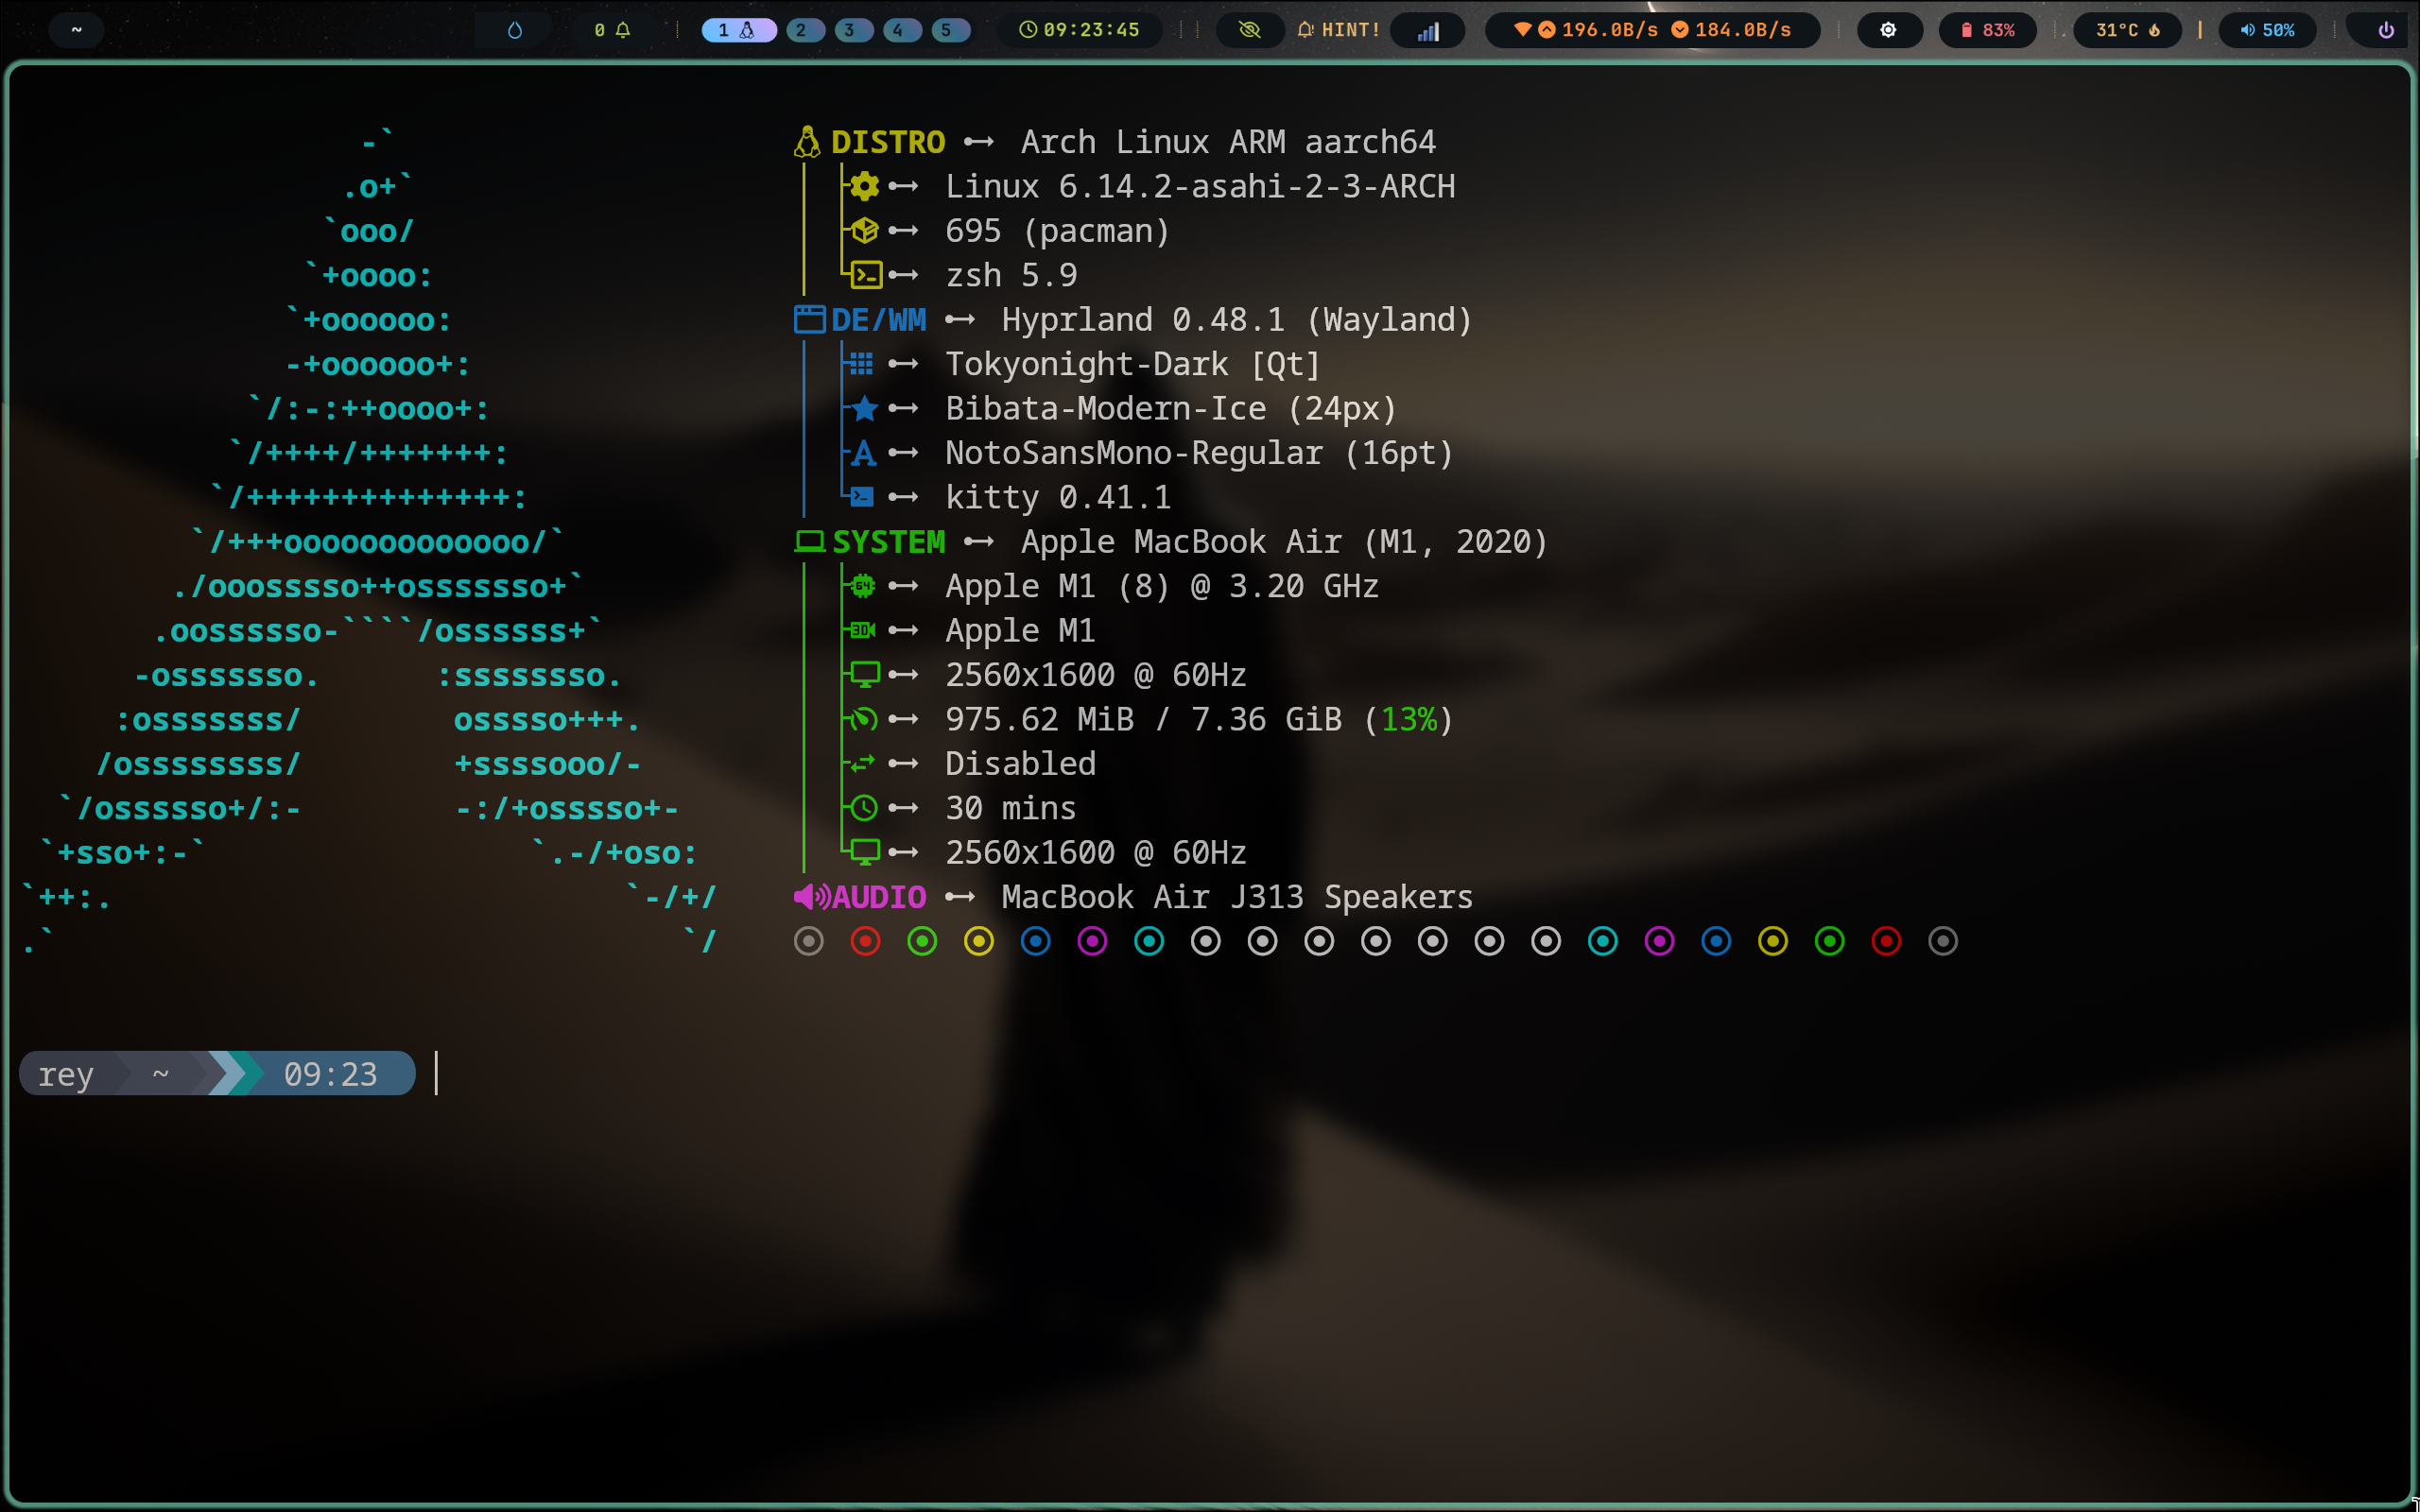 ~ 0 1 2 3 4 5 09:23:45 HINT! 196.0B/s 184.0B/s 83% 31°C 50%
-`
.o+`
`ooo/
`+oooo:
`+oooooo:
-+oooooo+:
`/:-:++oooo+:
`/++++/+++++++:
`/++++++++++++++:
`/+++ooooooooooooo/`
./ooosssso++osssssso+`
.oossssso-````/ossssss+`
-osssssso.      :ssssssso.
:osssssss/        osssso+++.
/ossssssss/        +ssssooo/-
`/ossssso+/:-        -:/+osssso+-
`+sso+:-`                 `.-/+oso:
`++:.                           `-/+/
.`                                 `/
DISTRO Arch Linux ARM aarch64
Linux 6.14.2-asahi-2-3-ARCH
695 (pacman)
zsh 5.9
DE/WM Hyprland 0.48.1 (Wayland)
Tokyonight-Dark [Qt]
Bibata-Modern-Ice (24px)
NotoSansMono-Regular (16pt)
kitty 0.41.1
SYSTEM Apple MacBook Air (M1, 2020)
64 Apple M1 (8) @ 3.20 GHz
3D Apple M1
2560x1600 @ 60Hz
975.62 MiB / 7.36 GiB (13%)
Disabled
30 mins
2560x1600 @ 60Hz
AUDIO MacBook Air J313 Speakers
rey ~ 09:23